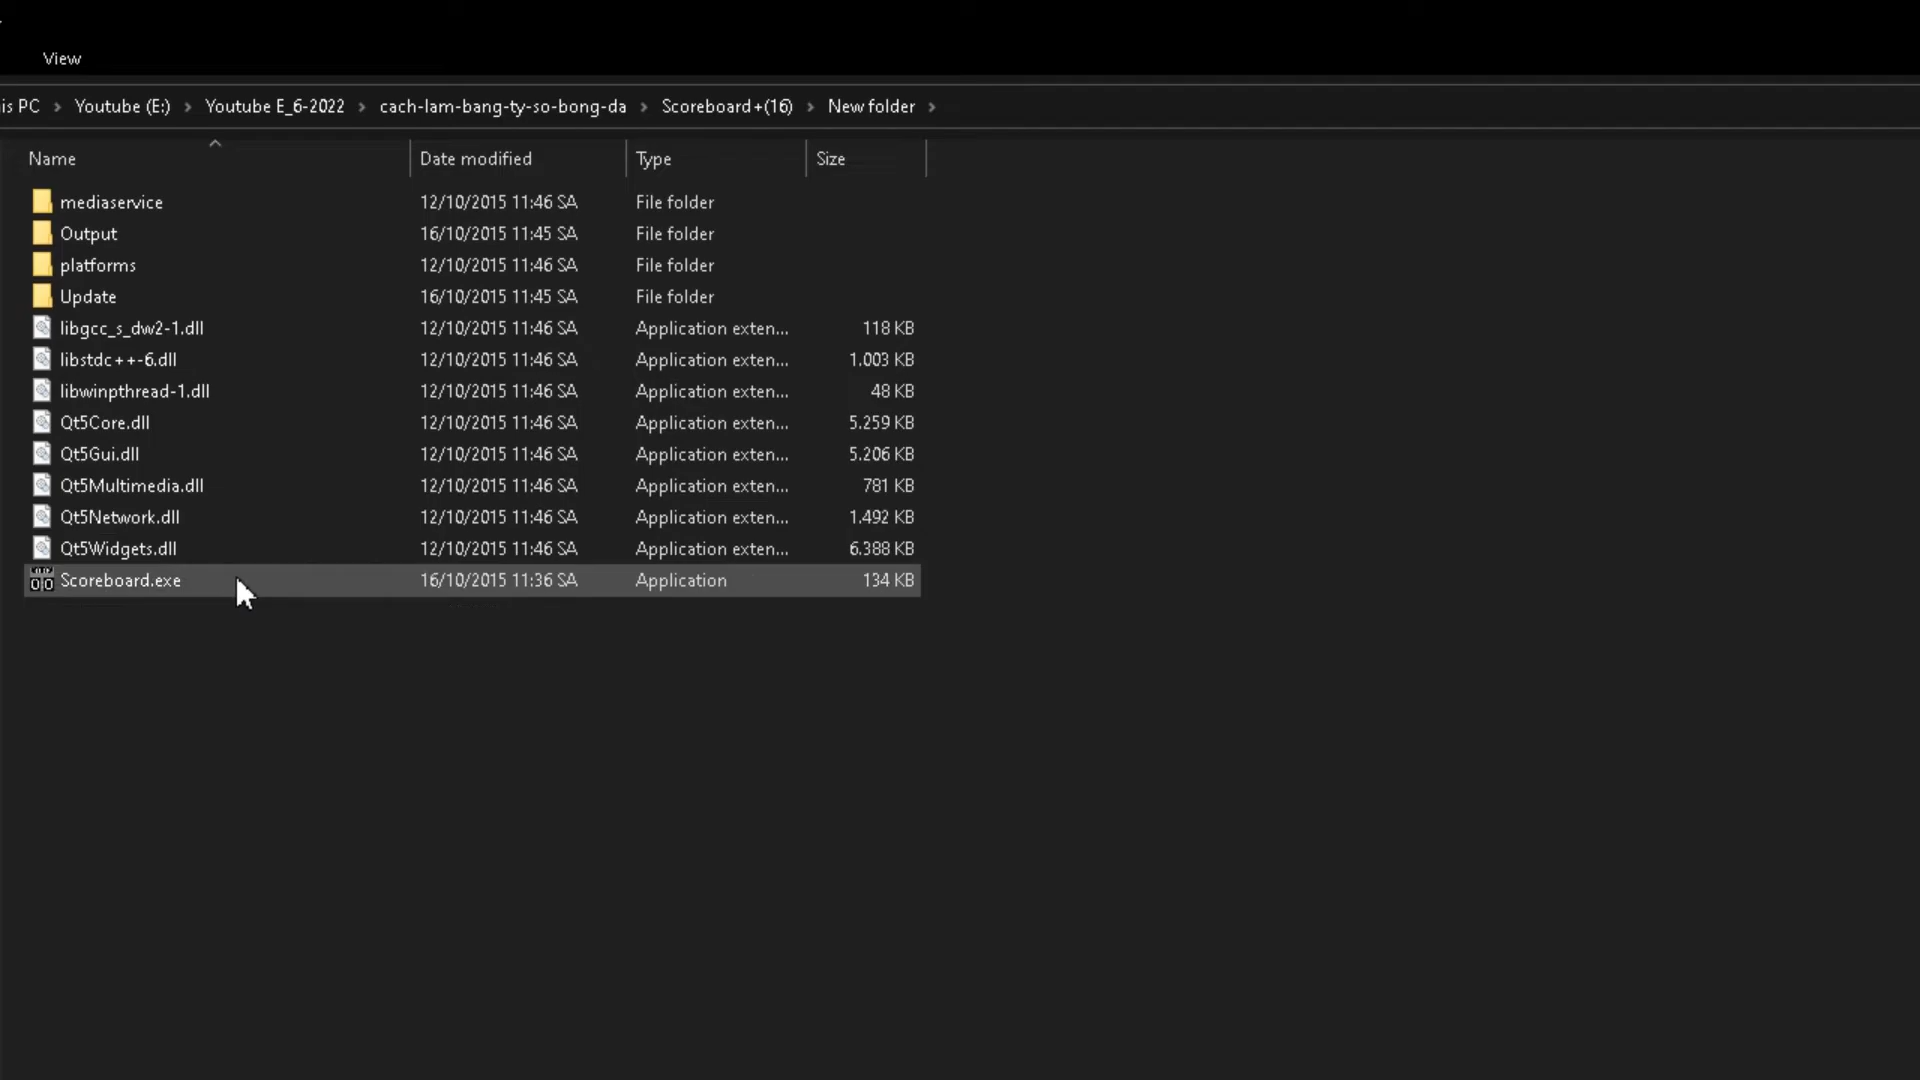 View
is PC > Youtube (E:) > Youtube E_6-2022 > cach-lam-bang-ty-so-bong-da > Scoreboard+(16) > New folder >
Name Date modified Type Size
mediaservice 12/10/2015 11:46 SA File folder
Output 16/10/2015 11:45 SA File folder
platforms 12/10/2015 11:46 SA File folder
Update 16/10/2015 11:45 SA File folder
libgcc_s_dw2-1.dll 12/10/2015 11:46 SA Application exten... 118 KB
libstdc++-6.dll 12/10/2015 11:46 SA Application exten... 1.003 KB
libwinpthread-1.dll 12/10/2015 11:46 SA Application exten... 48 KB
Qt5Core.dll 12/10/2015 11:46 SA Application exten... 5.259 KB
Qt5Gui.dll 12/10/2015 11:46 SA Application exten... 5.206 KB
Qt5Multimedia.dll 12/10/2015 11:46 SA Application exten... 781 KB
Qt5Network.dll 12/10/2015 11:46 SA Application exten... 1.492 KB
Qt5Widgets.dll 12/10/2015 11:46 SA Application exten... 6.388 KB
Scoreboard.exe 16/10/2015 11:36 SA Application 134 KB